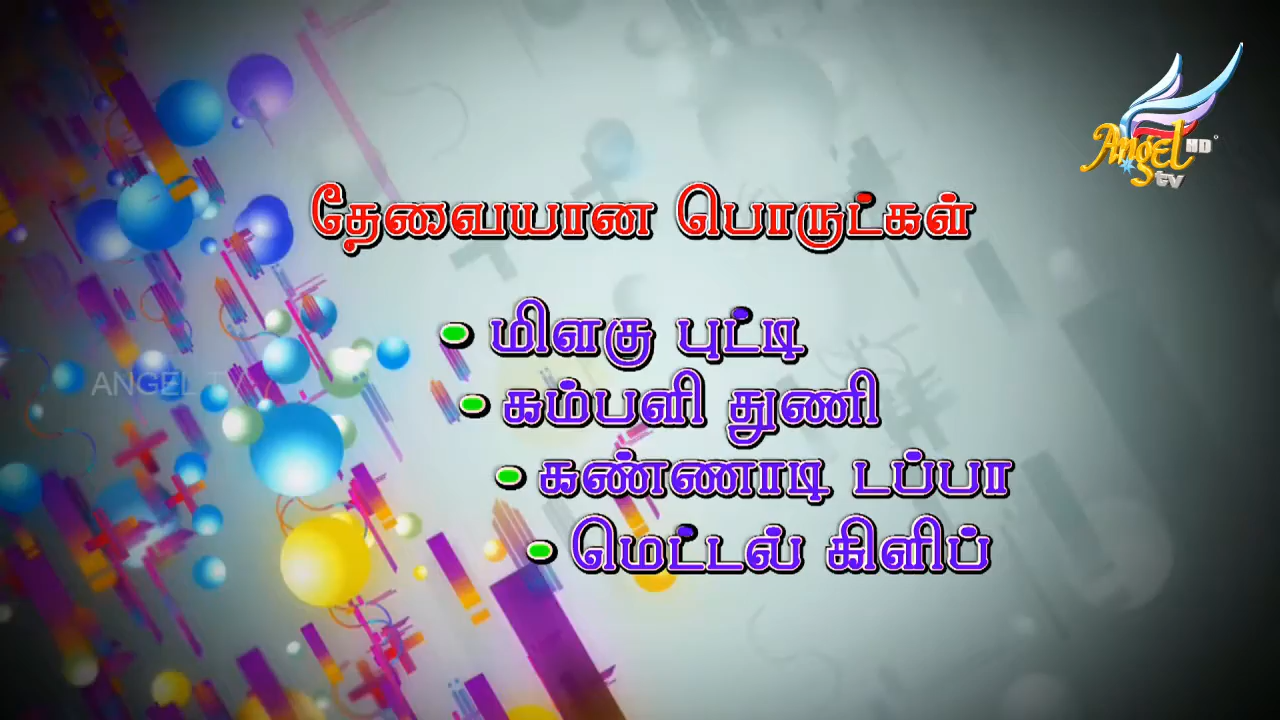 Angel HD
tv
தேவையான பொருட்கள்
• மிளகு புட்டி
• கம்பளி துணி
ANGEL TV
• கண்ணாடி டப்பா
• மெட்டல் கிளிப்